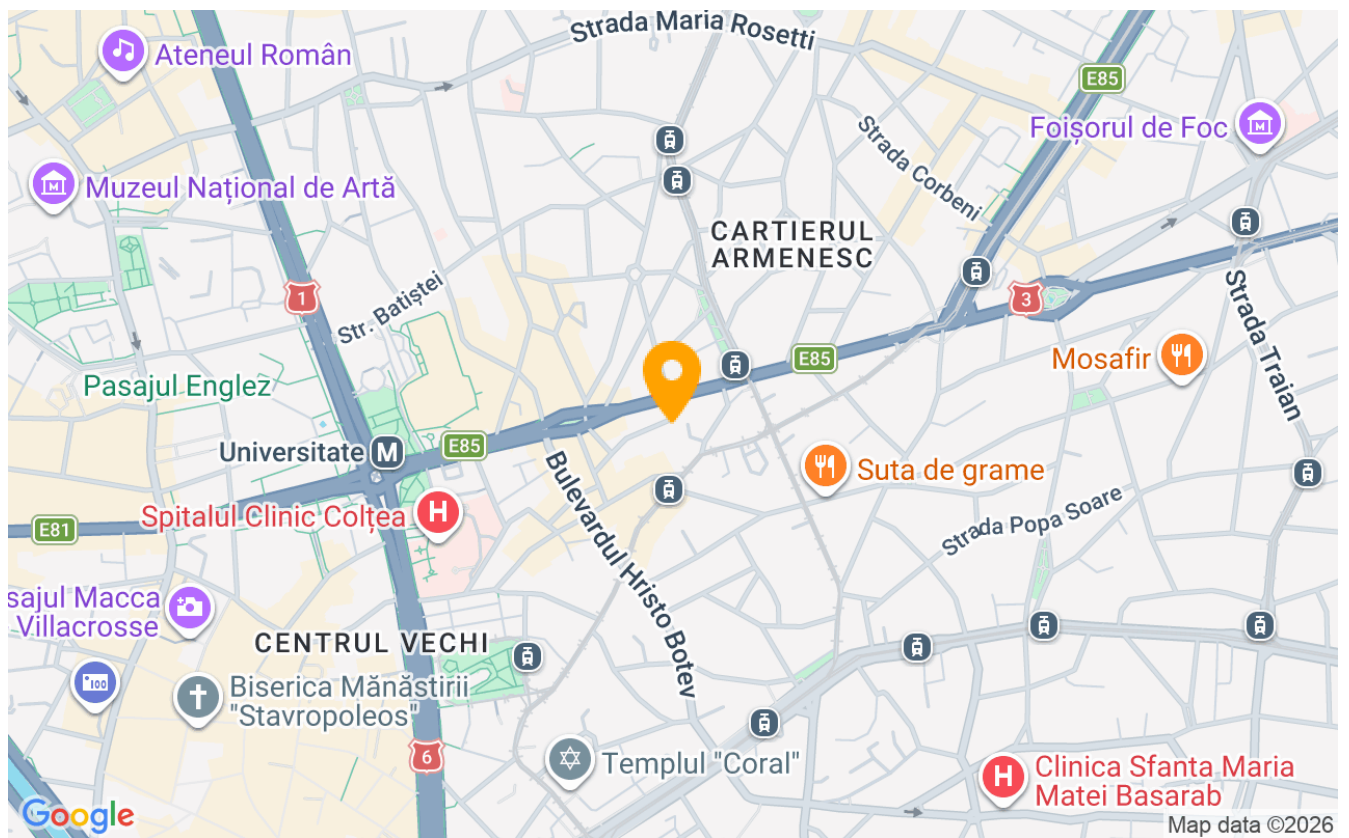 Strada Maria Rosetti
Ateneul Român
E85
Foișorul de Foc
Strada Corbeni
Muzeul Național de Artă
CARTIERUL
ARMENESC
1
Str. Batiștei
3
Strada Traian
E85
Mosafir
Pasajul Englez
Universitate
M
E85
Suta de grame
Bulevardul Hristo Botev
Spitalul Clinic Colțea
H
E81
Strada Popa Soare
sajul Macca
Villacrosse
CENTRUL VECHI
100
Biserica Mănăstirii
"Stavropoleos"
6
Templul "Coral"
H
Clinica Sfanta Maria
Matei Basarab
Google
Map data ©2026